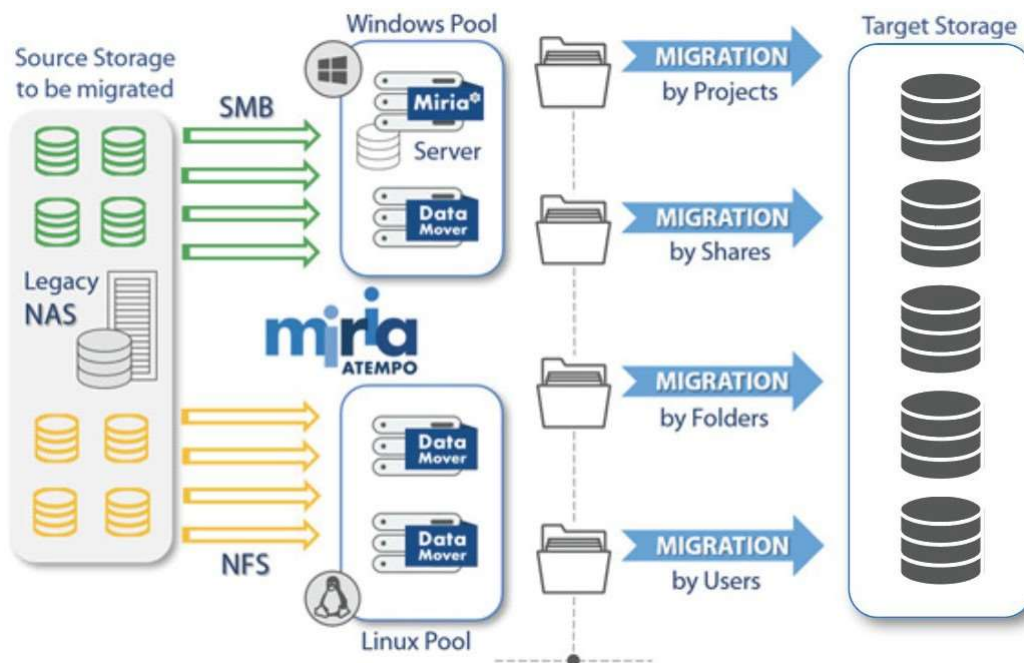 Source Storage
to be migrated
SMB
Legacy
NAS
NFS
Windows Pool
Miria*
Server
Data
Mover
miria
ATEMPO
Data
Mover
Data
Mover
Linux Pool
MIGRATION
by Projects
MIGRATION
by Shares
MIGRATION
by Folders
MIGRATION
by Users
Target Storage